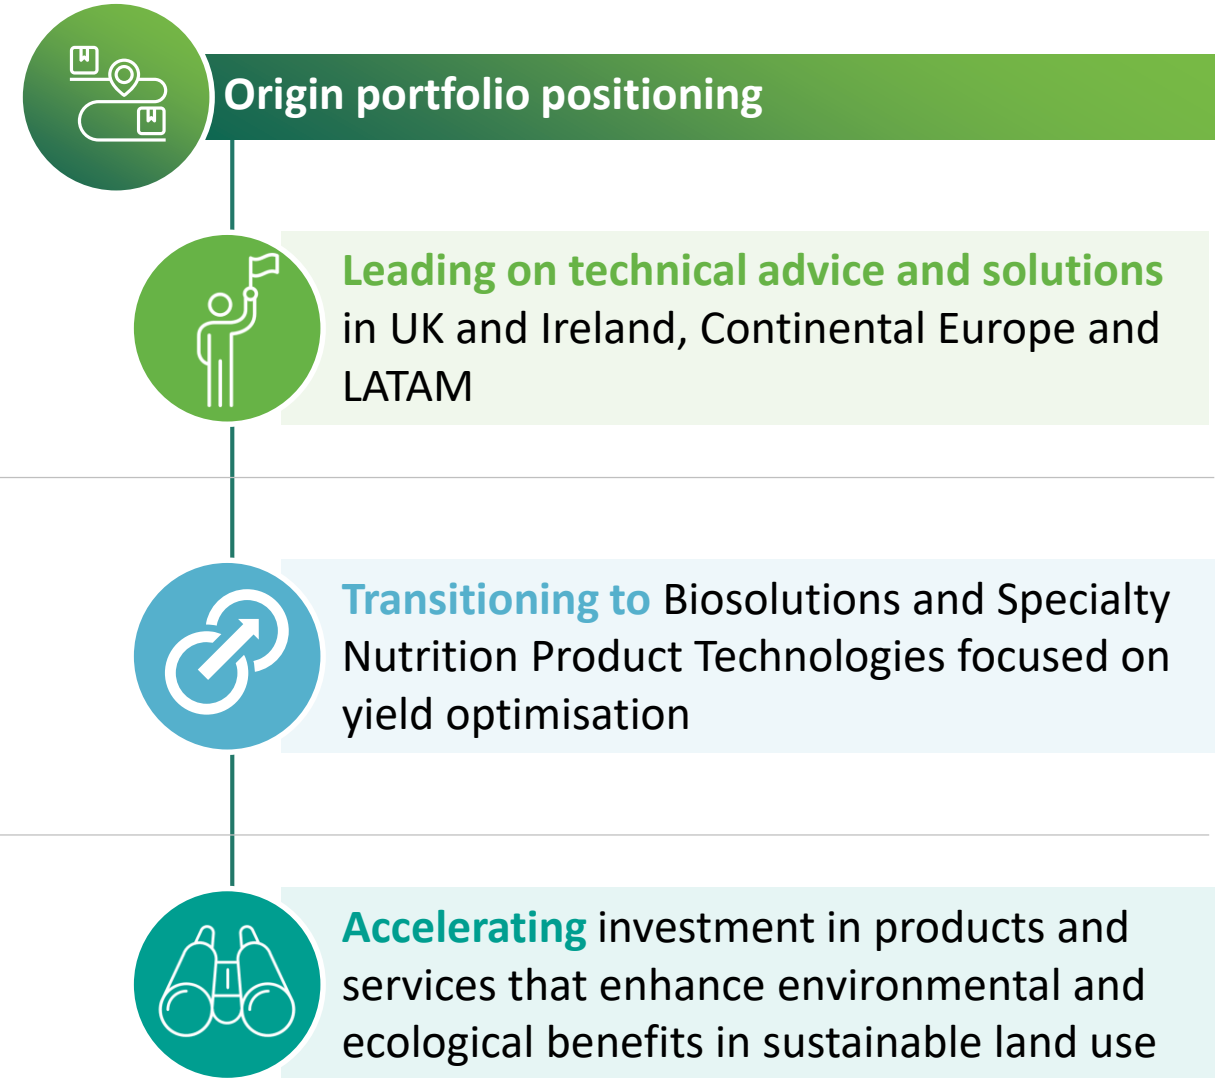 Origin portfolio positioning
Leading on technical advice and solutions
in UK and Ireland, Continental Europe and
LATAM
Transitioning to Biosolutions and Specialty
Nutrition Product Technologies focused on
yield optimisation
Accelerating investment in products and
services that enhance environmental and
ecological benefits in sustainable land use